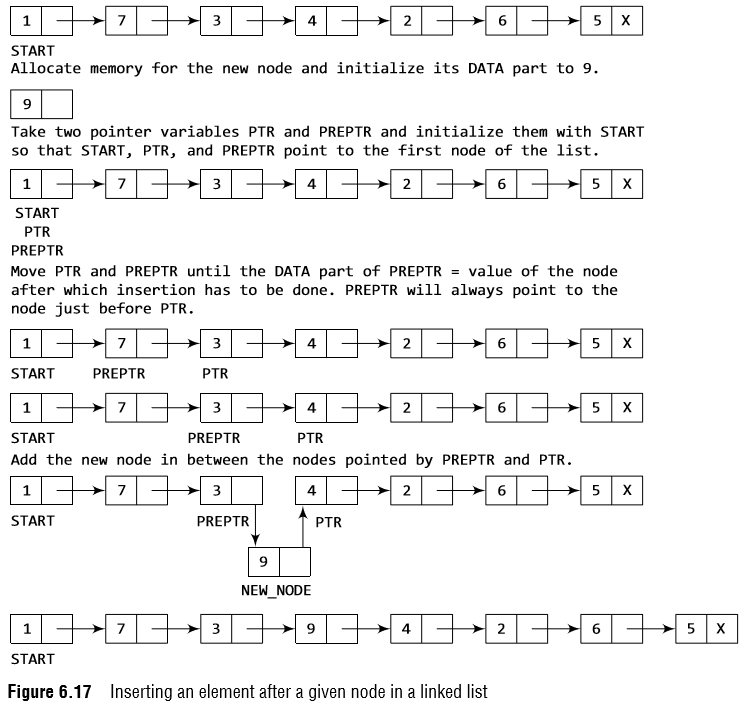 1 7 3 4 2 6 5 X
START
Allocate memory for the new node and initialize its DATA part to 9.
9
Take two pointer variables PTR and PREPTR and initialize them with START
so that START, PTR, and PREPTR point to the first node of the list.
1 7 3 4 2 6 5 X
START
PTR
PREPTR
Move PTR and PREPTR until the DATA part of PREPTR = value of the node
after which insertion has to be done. PREPTR will always point to the
node just before PTR.
1 7 3 4 2 6 5 X
START PREPTR PTR
1 7 3 4 2 6 5 X
START PREPTR PTR
Add the new node in between the nodes pointed by PREPTR and PTR.
1 7 3 4 2 6 5 X
START PREPTR PTR
9
NEW_NODE
1 7 3 9 4 2 6 5 X
START
Figure 6.17 Inserting an element after a given node in a linked list